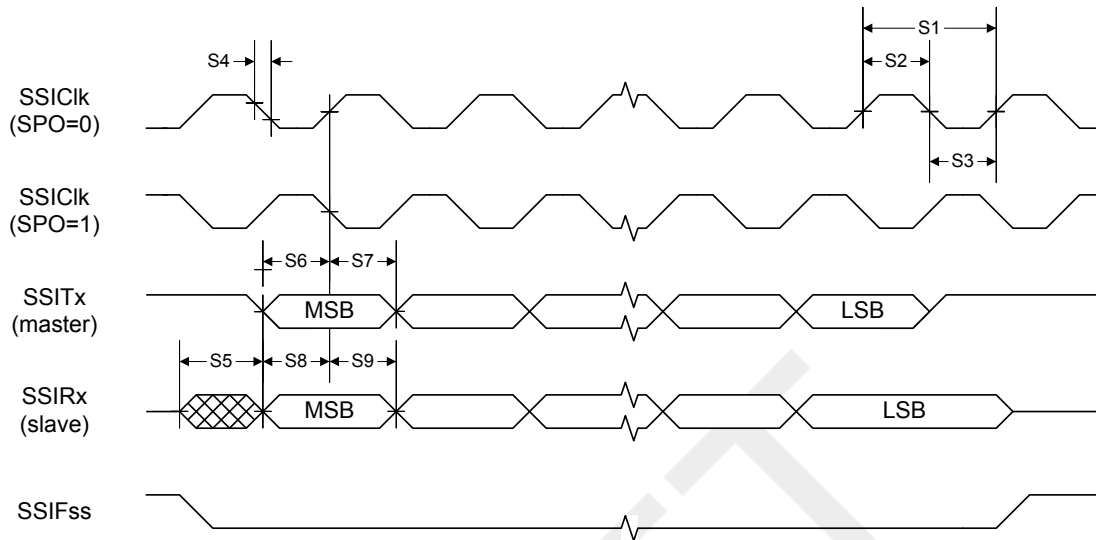 S1
S4
S2
SSIClk
(SPO=0)
S3
SSIClk
(SPO=1)
S6 S7
SSITx
(master)
MSB LSB
S5 S8 S9
SSIRx
(slave)
MSB LSB
SSIFss